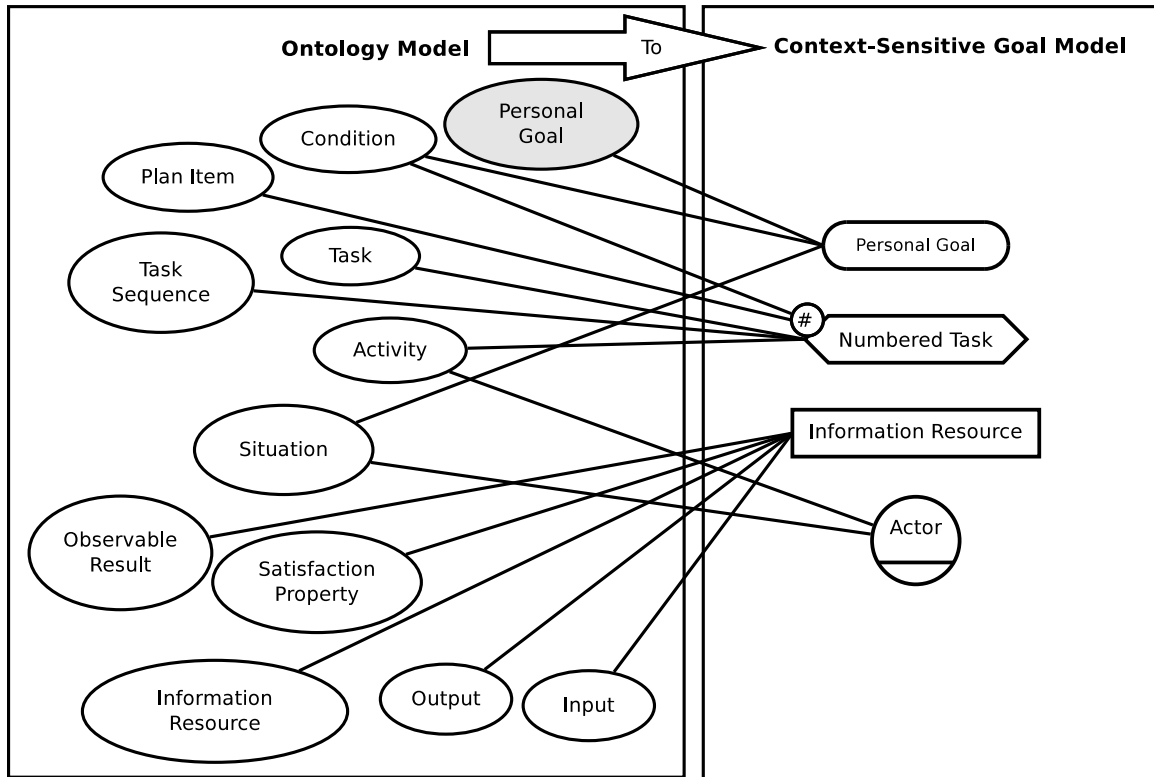 Ontology Model
To
Context-Sensitive Goal Model
Personal
Goal
Condition
Plan Item
Task
Sequence
Task
Activity
Situation
Observable
Result
Satisfaction
Property
Information
Resource
Output
Input
Personal Goal
#
Numbered Task
Information Resource
Actor